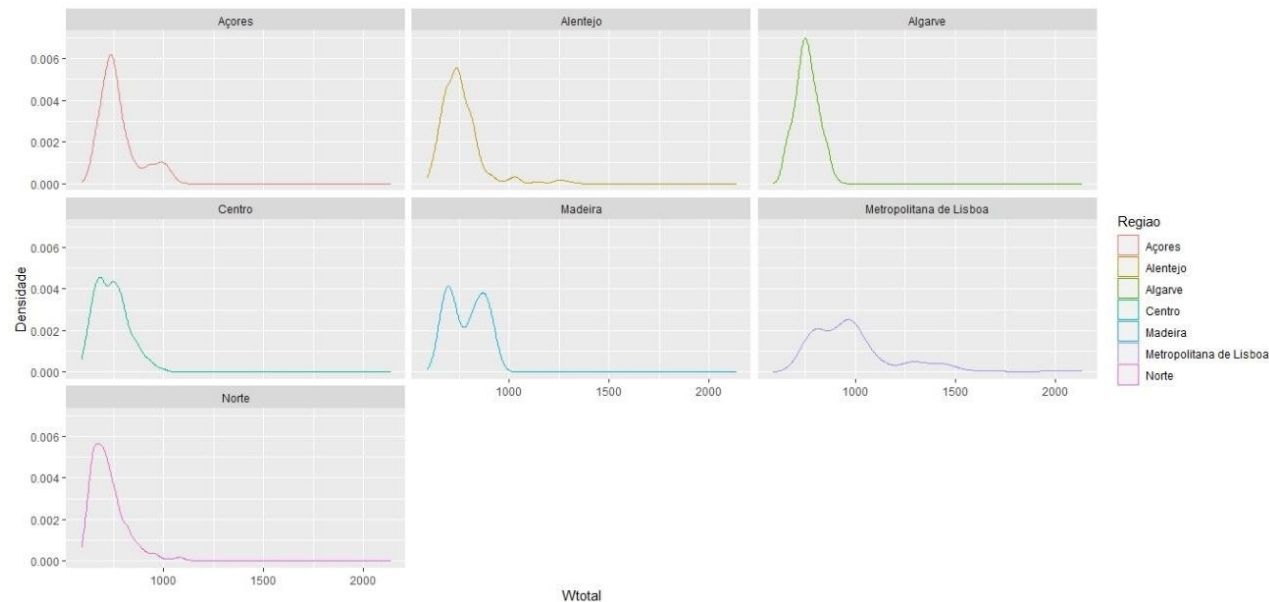 Açores
Alentejo
Algarve
0.006
0.004
0.002
0.000
Centro
Madeira
Metropolitana de Lisboa
0.006
0.004
0.002
0.000
1000
1500
2000
1000
1500
2000
Norte
0.006
0.004
0.002
0.000
1000
1500
2000
Densidade
Wtotal
Regiao
Açores
Alentejo
Algarve
Centro
Madeira
Metropolitana de Lisboa
Norte